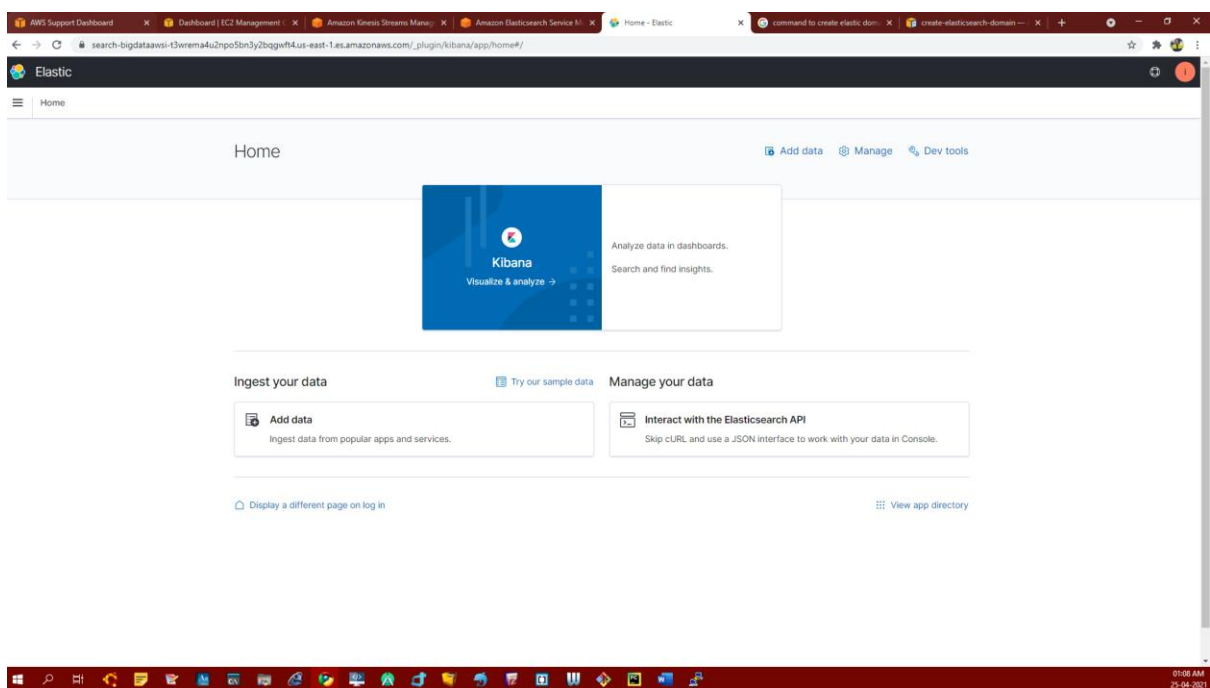 AWS Support Dashboard
Dashboard | EC2 Management C
Amazon Kinesis Streams Manag
Amazon Elasticsearch Service M
Home - Elastic
command to create elastic dom
create-elasticsearch-domain —
search-bigdataawsi-t3wrema4u2npo5bn3y2bqgwft4.us-east-1.es.amazonaws.com/_plugin/kibana/app/home#/
Elastic
Home
Home
Add data
Manage
Dev tools
Kibana
Visualize & analyze →
Analyze data in dashboards.
Search and find insights.
Ingest your data
Try our sample data
Manage your data
Add data
Ingest data from popular apps and services.
Interact with the Elasticsearch API
Skip cURL and use a JSON interface to work with your data in Console.
Display a different page on log in
View app directory
01:08 AM
25-04-2021